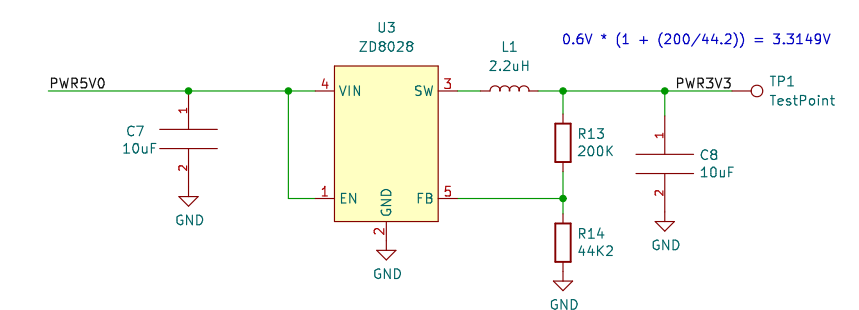 U3
ZD8028
L1
2.2uH
0.6V * (1 + (200/44.2)) = 3.3149V
PWR5V0
4
VIN
SW
3
PWR3V3
TP1
TestPoint
1
C7
10uF
2
GND
R13
200K
1
C8
10uF
2
GND
1
EN
GND
FB
5
2
GND
R14
44K2
GND